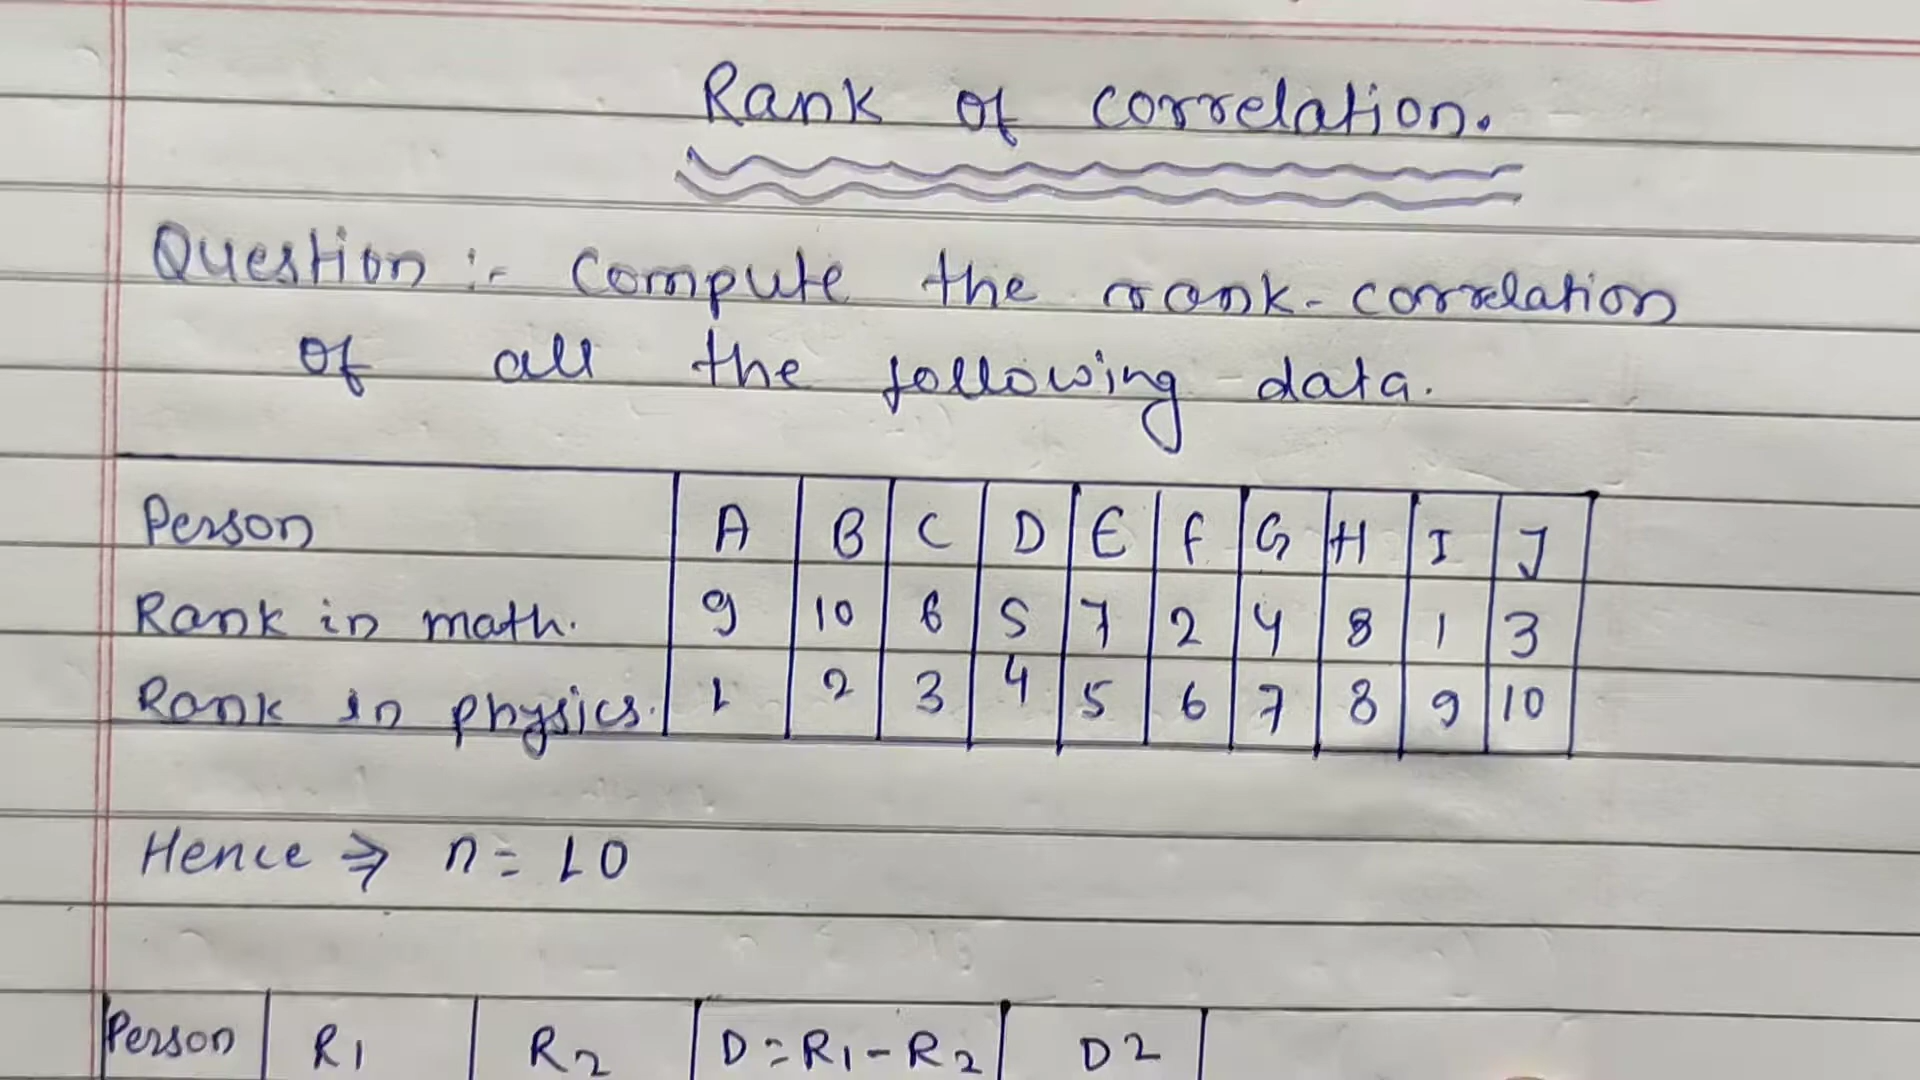 Rank of correlation.
Question :- Compute the rank-correlation
of all the following data.
Person A B C D E F G H I J
Rank in math. 9 10 6 5 7 2 4 8 1 3
Rank in physics. 1 2 3 4 5 6 7 8 9 10
Hence ⇒ n = 10
Person R1 R2 D=R1-R2 D2